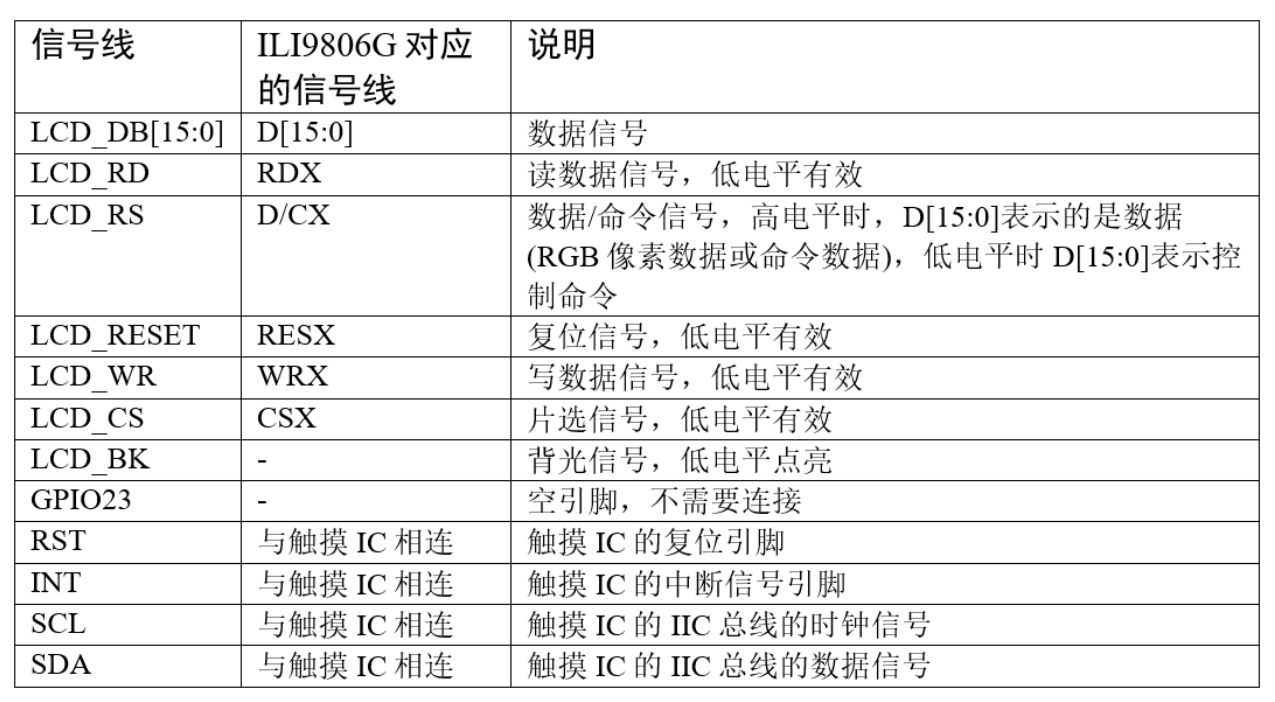 信号线 ILI9806G 对应的信号线 说明
LCD_DB[15:0] D[15:0] 数据信号
LCD_RD RDX 读数据信号，低电平有效
LCD_RS D/CX 数据/命令信号，高电平时，D[15:0]表示的是数据
(RGB 像素数据或命令数据)，低电平时 D[15:0]表示控
制命令
LCD_RESET RESX 复位信号，低电平有效
LCD_WR WRX 写数据信号，低电平有效
LCD_CS CSX 片选信号，低电平有效
LCD_BK - 背光信号，低电平点亮
GPIO23 - 空引脚，不需要连接
RST 与触摸 IC 相连 触摸 IC 的复位引脚
INT 与触摸 IC 相连 触摸 IC 的中断信号引脚
SCL 与触摸 IC 相连 触摸 IC 的 IIC 总线的时钟信号
SDA 与触摸 IC 相连 触摸 IC 的 IIC 总线的数据信号